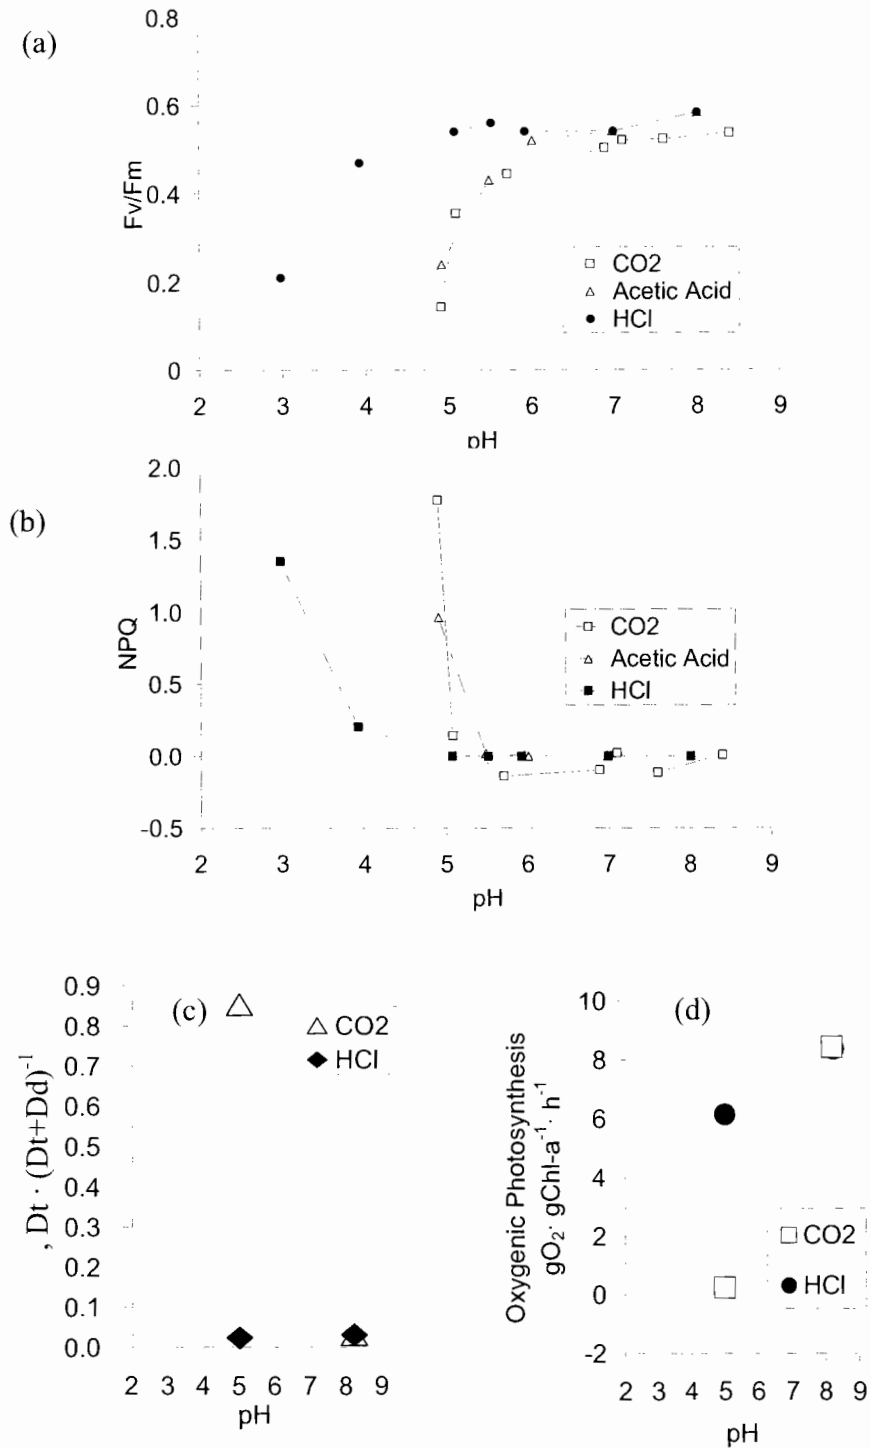 (a)
0.8
0.6
0.4
0.2
0
Fv/Fm
2 3 4 5 6 7 8 9
pH
CO2
Acetic Acid
HCl
(b)
2.0
1.5
1.0
0.5
0.0
-0.5
NPQ
2 3 4 5 6 7 8 9
pH
CO2
Acetic Acid
HCl
(c)
0.9
0.8
0.7
0.6
0.5
0.4
0.3
0.2
0.1
0.0
, Dt · (Dt+Dd)⁻¹
2 3 4 5 6 7 8 9
pH
CO2
HCl
(d)
10
8
6
4
2
0
-2
Oxygenic Photosynthesis
gO₂· gChl-a⁻¹· h⁻¹
2 3 4 5 6 7 8 9
pH
CO2
HCl